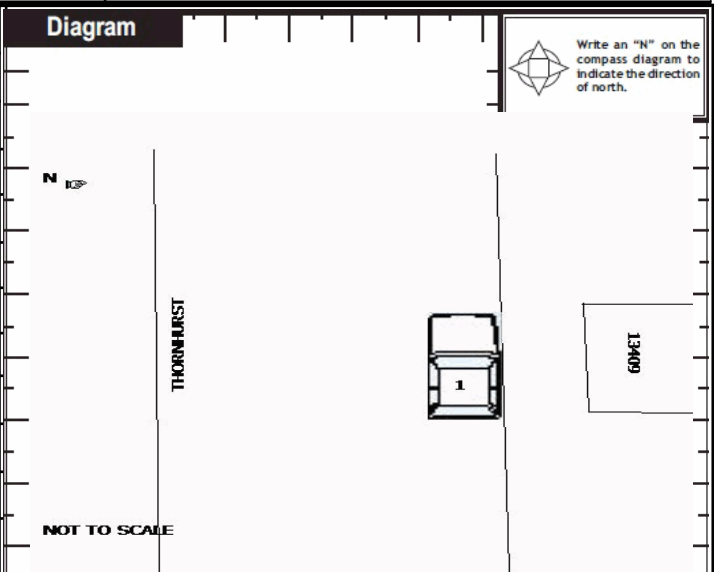 Diagram
Write an “N” on the
compass diagram to
indicate the direction
of north.
N
THORNHURST
13409
1
NOT TO SCALE